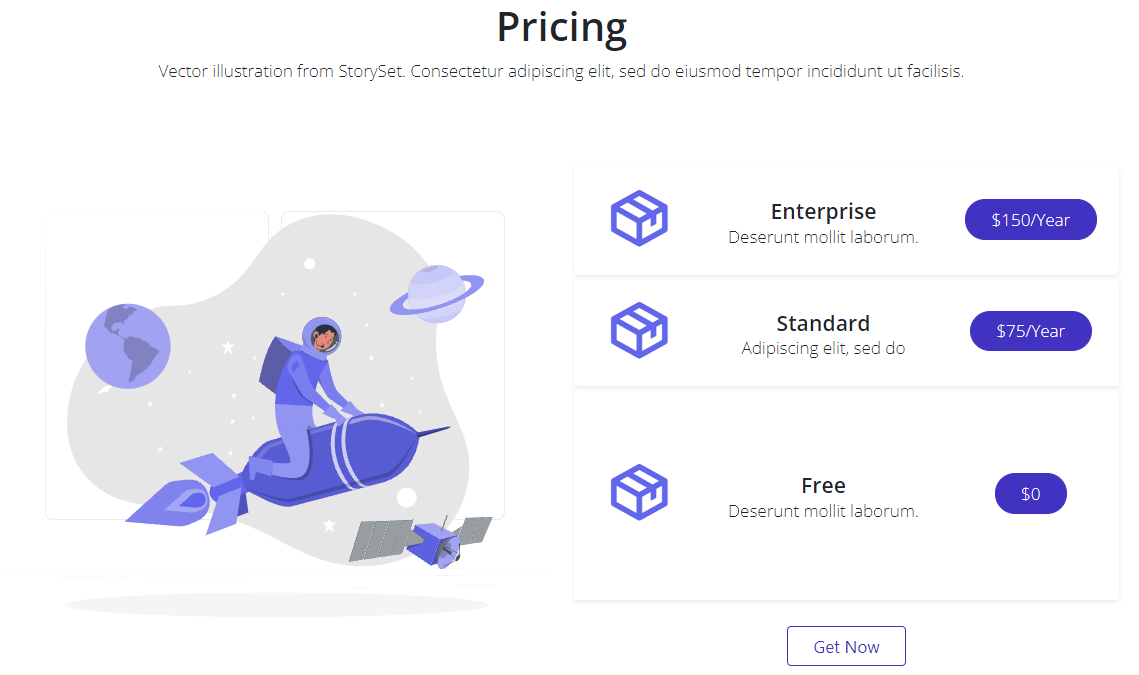 Pricing
Vector illustration from StorySet. Consectetur adipiscing elit, sed do eiusmod tempor incididunt ut facilisis.
Enterprise
Deserunt mollit laborum.
$150/Year
Standard
Adipiscing elit, sed do
$75/Year
Free
Deserunt mollit laborum.
$0
Get Now